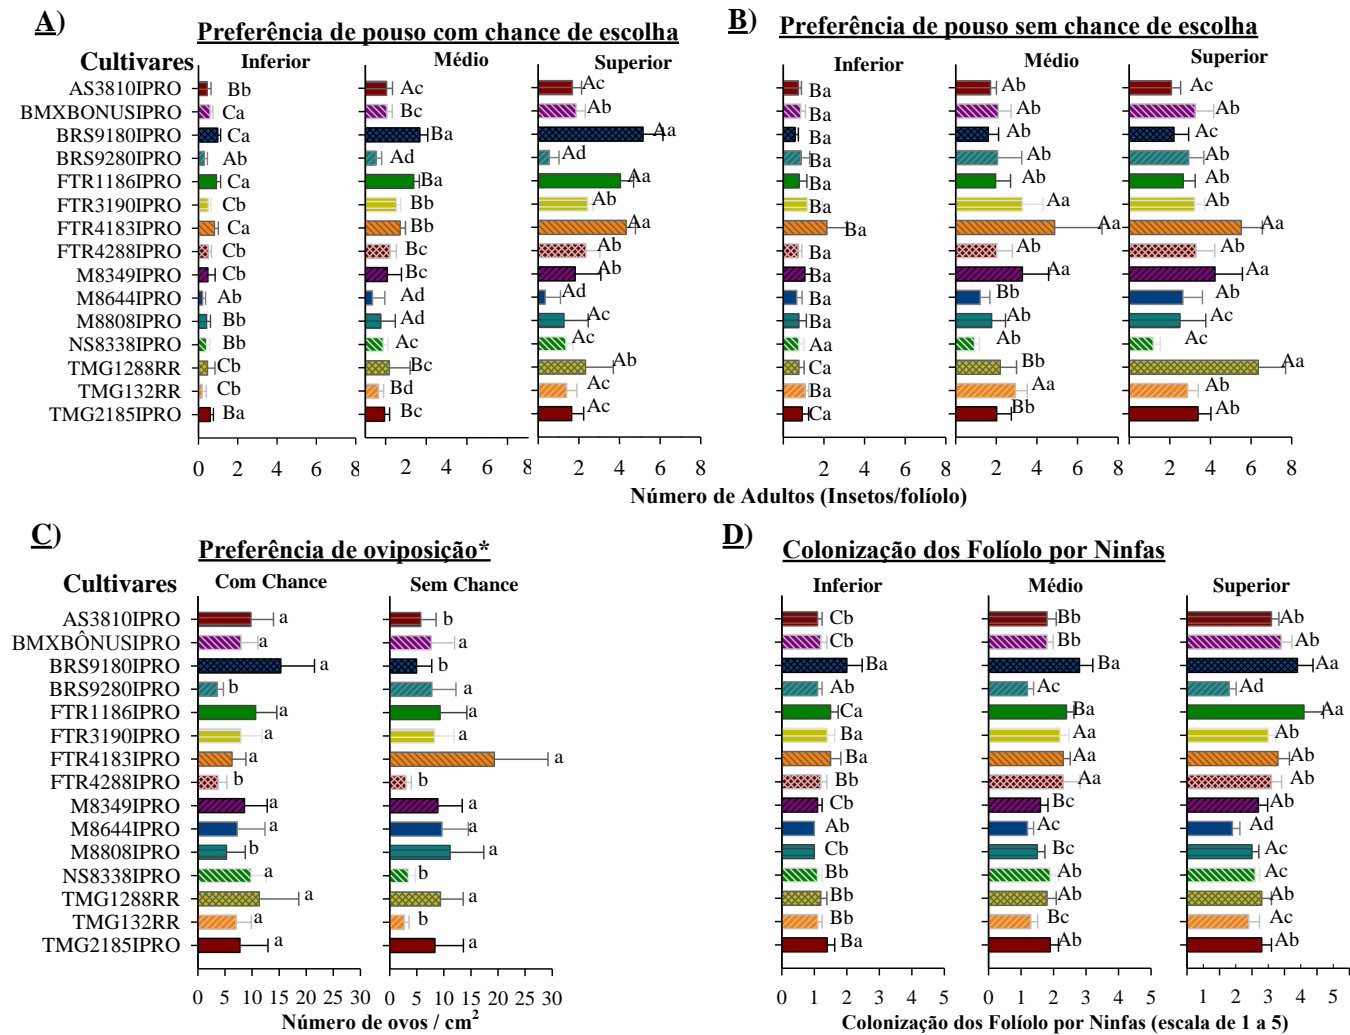 A) Preferência de pouso com chance de escolha
Cultivares Inferior Médio Superior
AS3810IPRO Bb Ac Ac
BMXBONUSIPRO Ca Bc Ab
BRS9180IPRO Ca Ba Aa
BRS9280IPRO Ab Ad Ad
FTR1186IPRO Ca Ba Aa
FTR3190IPRO Cb Bb Ab
FTR4183IPRO Ca Bb Aa
FTR4288IPRO Cb Bc Ab
M8349IPRO Cb Bc Ab
M8644IPRO Ab Ad Ad
M8808IPRO Bb Ad Ac
NS8338IPRO Bb Ac Ac
TMG1288RR Cb Bc Ab
TMG132RR Cb Bd Ac
TMG2185IPRO Ba Bc Ac
0 2 4 6 8 2 4 6 8 0 2 4 6 8
B) Preferência de pouso sem chance de escolha
Inferior Médio Superior
Ba Ab Ac
Ba Ab Ab
Ba Ab Ac
Ba Ab Ab
Ba Ab Ab
Ba Aa Ab
Ba Aa Aa
Ba Ab Ab
Ba Aa Aa
Ba Bb Ab
Ba Ab Ac
Aa Ab Ac
Ca Bb Aa
Ba Aa Ab
Ca Bb Ab
0 2 4 6 8 0 2 4 6 8 0 2 4 6 8
Número de Adultos (Insetos/folíolo)
C) Preferência de oviposição*
Cultivares Com Chance Sem Chance
AS3810IPRO a b
BMXBÔNUSIPRO a a
BRS9180IPRO a b
BRS9280IPRO b a
FTR1186IPRO a a
FTR3190IPRO a a
FTR4183IPRO a a
FTR4288IPRO b b
M8349IPRO a a
M8644IPRO a a
M8808IPRO b a
NS8338IPRO a b
TMG1288RR a a
TMG132RR a b
TMG2185IPRO a a
0 5 10 15 20 25 30 0 5 10 15 20 25 30
Número de ovos / cm2
D) Colonização dos Folíolo por Ninfas
Inferior Médio Superior
Cb Bb Ab
Cb Bb Ab
Ba Ba Aa
Ab Ac Ad
Ca Ba Aa
Ba Aa Ab
Ba Aa Ab
Bb Aa Ab
Cb Bc Ab
Ab Ac Ad
Cb Bc Ac
Bb Ab Ac
Bb Ab Ab
Bb Bc Ac
Ba Ab Ab
0 1 2 3 4 5 0 1 2 3 4 5 1 2 3 4 5
Colonização dos Folíolo por Ninfas (escala de 1 a 5)